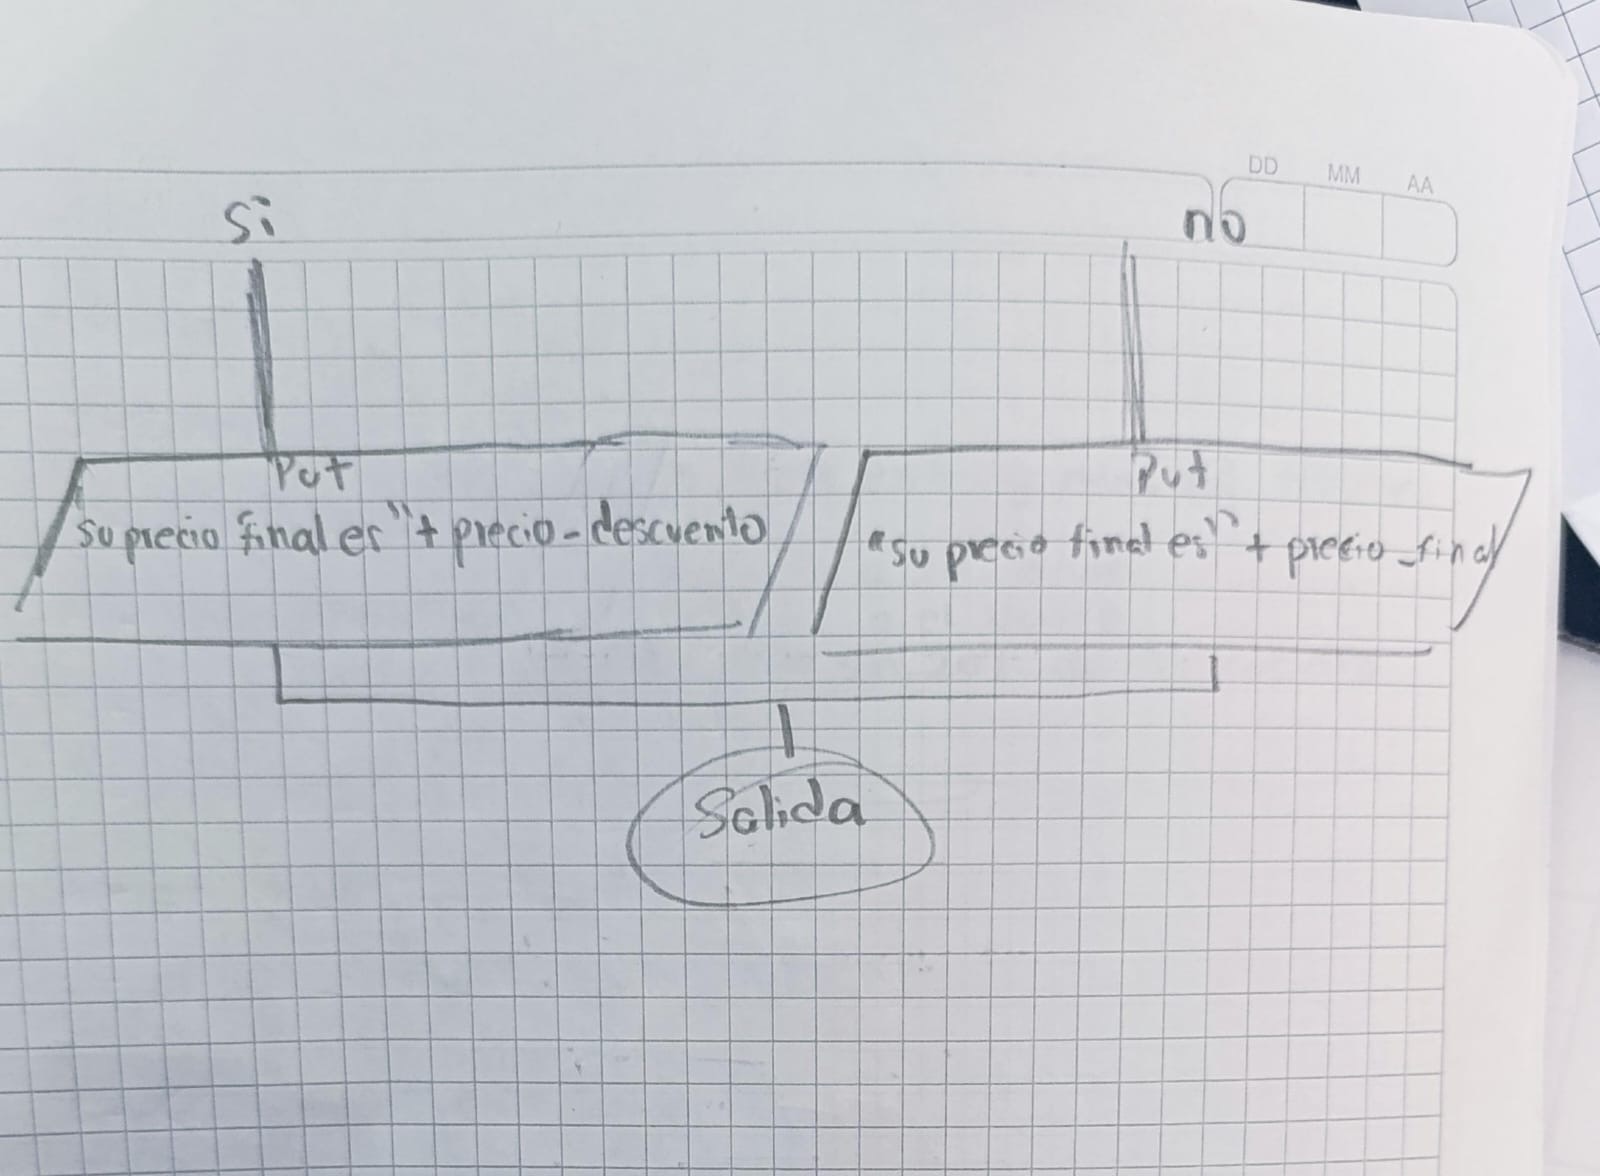 DD MM AA
Si
no
Put
su precio final es" + precio-descuento
Put
"su precio final es" + precio_final
Salida